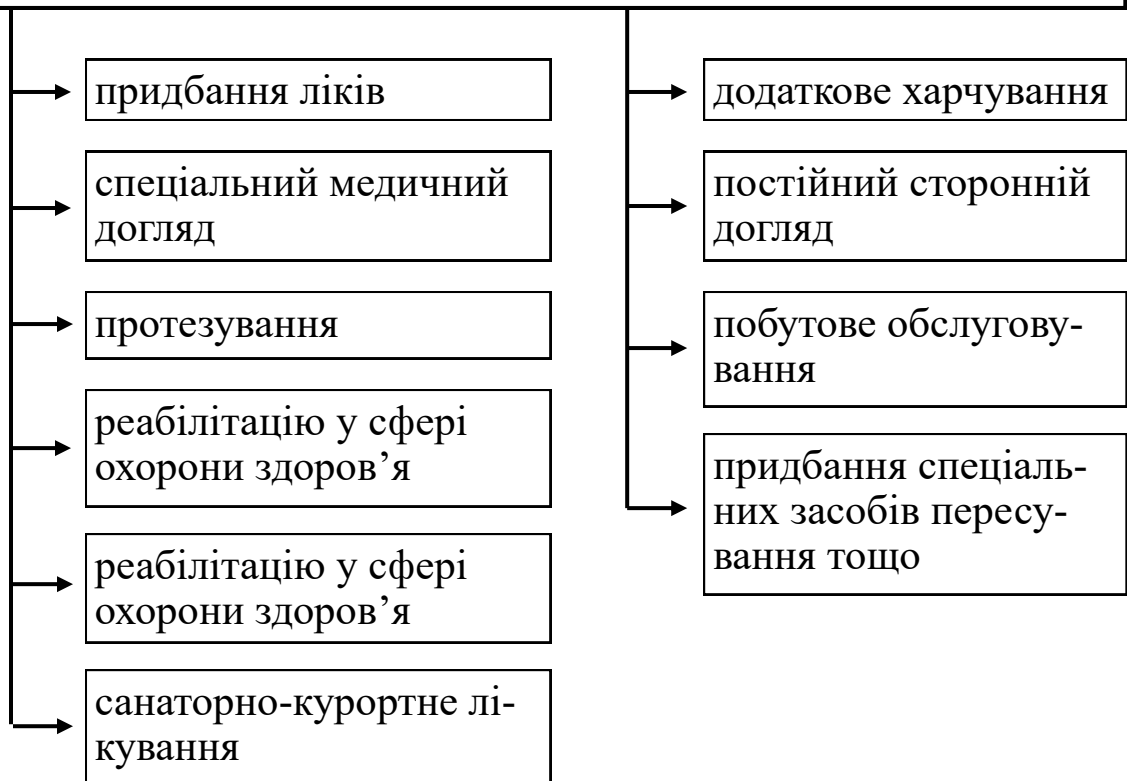 придбання ліків
спеціальний медичний
догляд
протезування
реабілітацію у сфері
охорони здоров’я
реабілітацію у сфері
охорони здоров’я
санаторно-курортне лі-
кування
додаткове харчування
постійний сторонній
догляд
побутове обслугову-
вання
придбання спеціаль-
них засобів пересу-
вання тощо